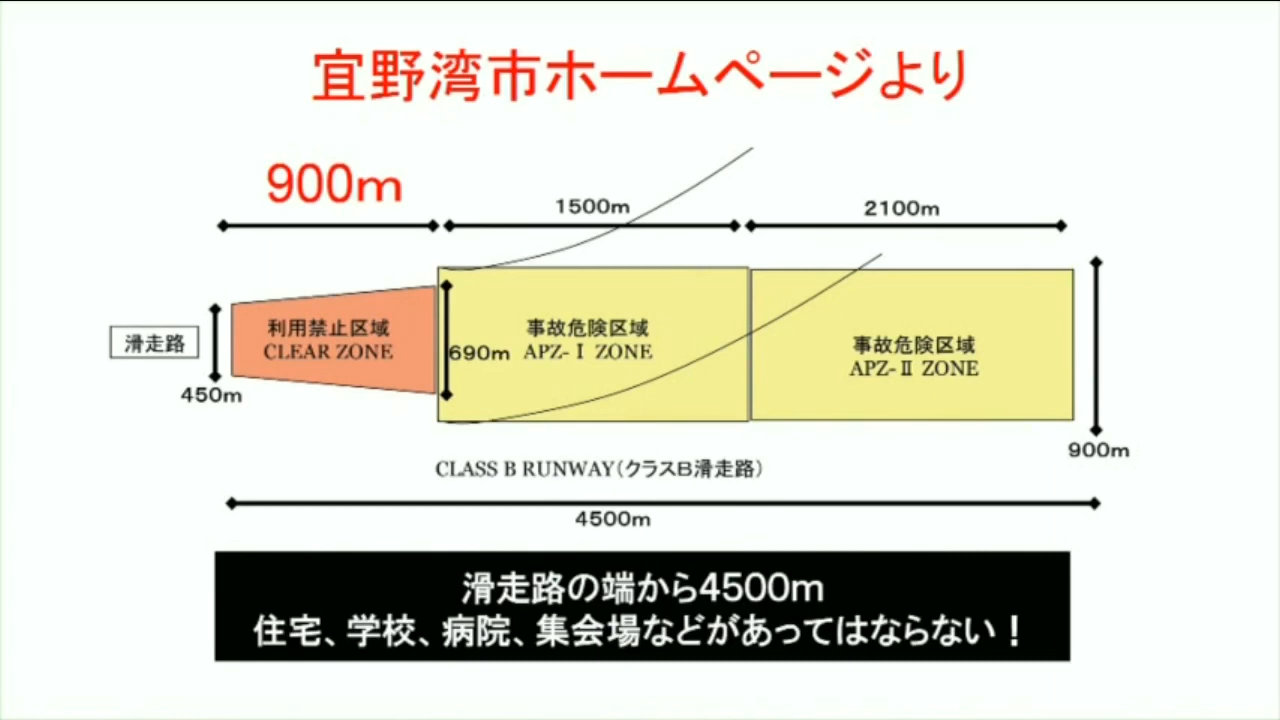 宜野湾市ホームページより
900m
1500m
2100m
滑走路
450m
利用禁止区域
CLEAR ZONE
690m
事故危険区域
APZ-Ⅰ ZONE
事故危険区域
APZ-Ⅱ ZONE
900m
CLASS B RUNWAY(クラスB滑走路)
4500m
滑走路の端から4500m
住宅、学校、病院、集会場などがあってはならない！